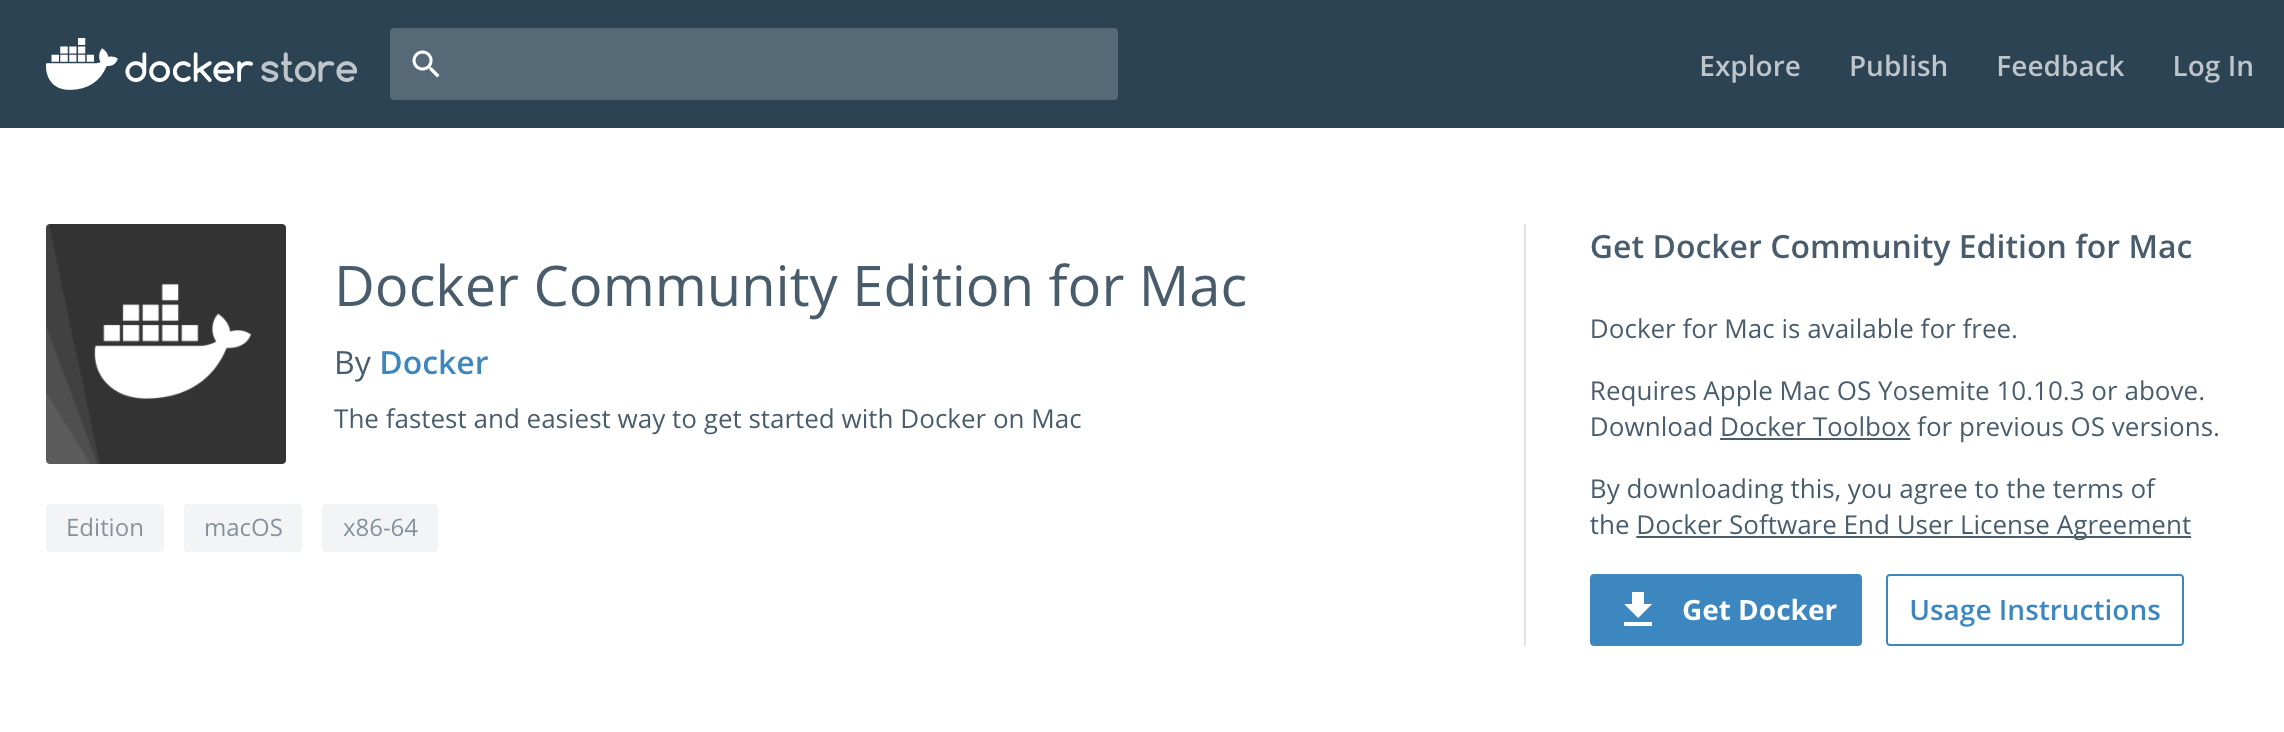 docker store
Explore Publish Feedback Log In
Docker Community Edition for Mac
By Docker
The fastest and easiest way to get started with Docker on Mac
Edition macOS x86-64
Get Docker Community Edition for Mac
Docker for Mac is available for free.
Requires Apple Mac OS Yosemite 10.10.3 or above.
Download Docker Toolbox for previous OS versions.
By downloading this, you agree to the terms of
the Docker Software End User License Agreement
Get Docker Usage Instructions